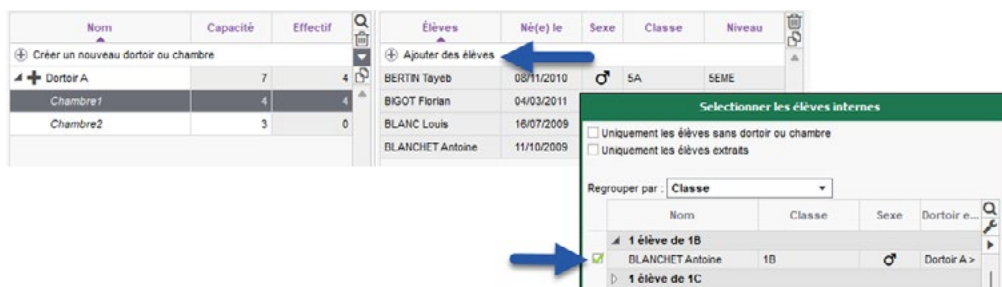 Nom Capacité Effectif
Créer un nouveau dortoir ou chambre
Dortoir A 7 4
Chambre1 4 4
Chambre2 3 0
Élèves Né(e) le Sexe Classe Niveau
Ajouter des élèves
BERTIN Tayeb 08/11/2010 5A 5EME
BIGOT Florian 04/03/2011
BLANC Louis 16/07/2009
BLANCHET Antoine 11/10/2009
Selectionner les élèves internes
Uniquement les élèves sans dortoir ou chambre
Uniquement les élèves extraits
Regrouper par : Classe
Nom Classe Sexe Dortoir e...
1 élève de 1B
BLANCHET Antoine 1B Dortoir A >
1 élève de 1C